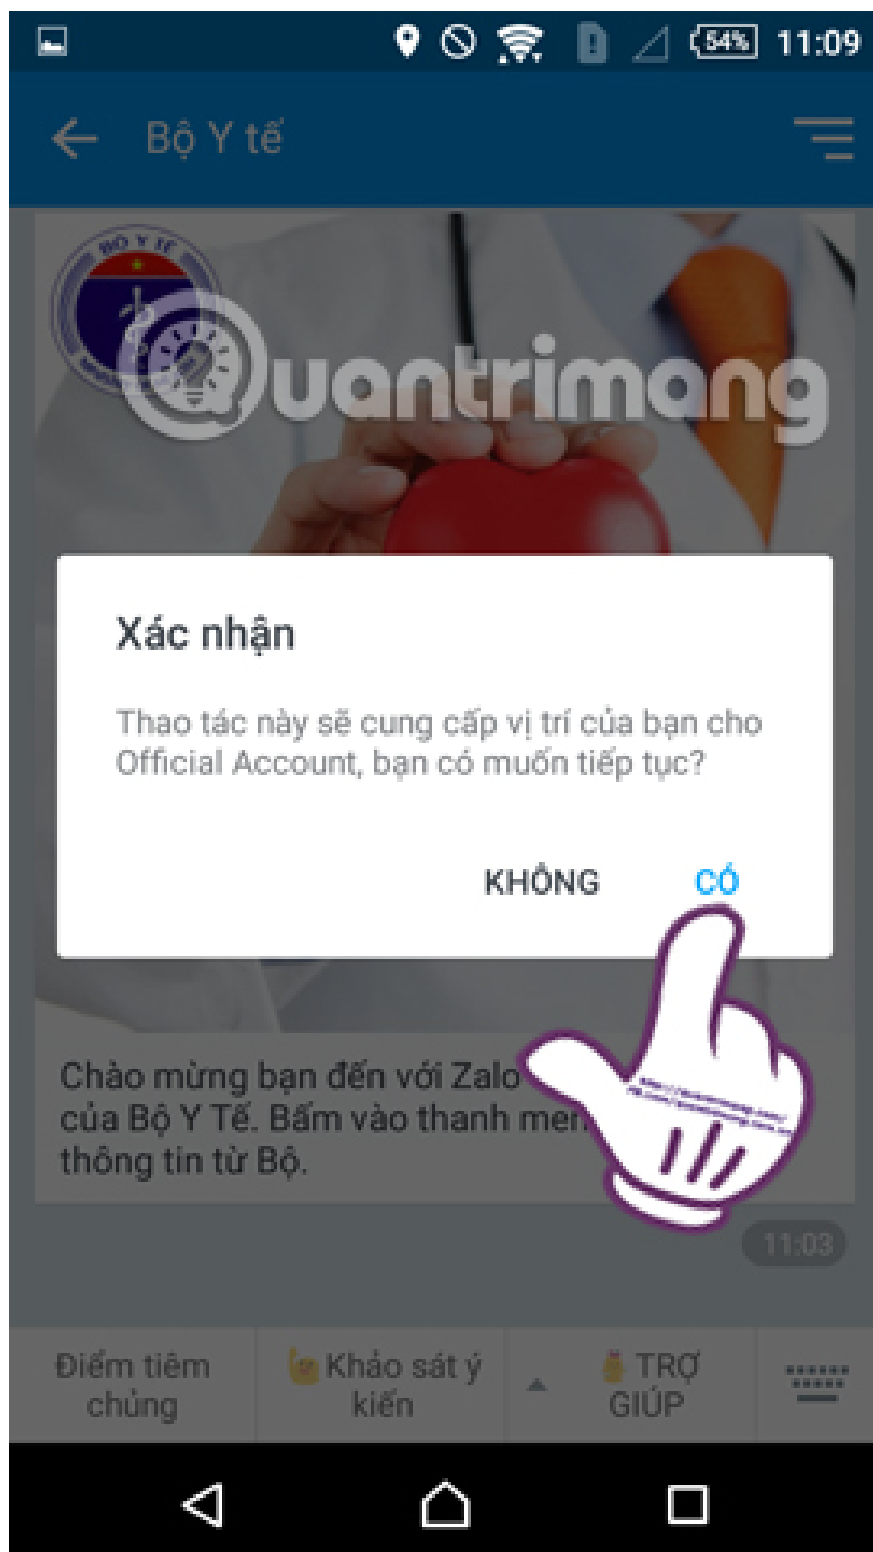 54% 11:09
Bộ Y tế
BỘ Y TẾ
Quantrimang
Xác nhận
Thao tác này sẽ cung cấp vị trí của bạn cho
Official Account, bạn có muốn tiếp tục?
KHÔNG CÓ
Chào mừng bạn đến với Zalo
của Bộ Y Tế. Bấm vào thanh men
thông tin từ Bộ.
11:03
Điểm tiêm
chủng
Khảo sát ý
kiến
TRỢ
GIÚP